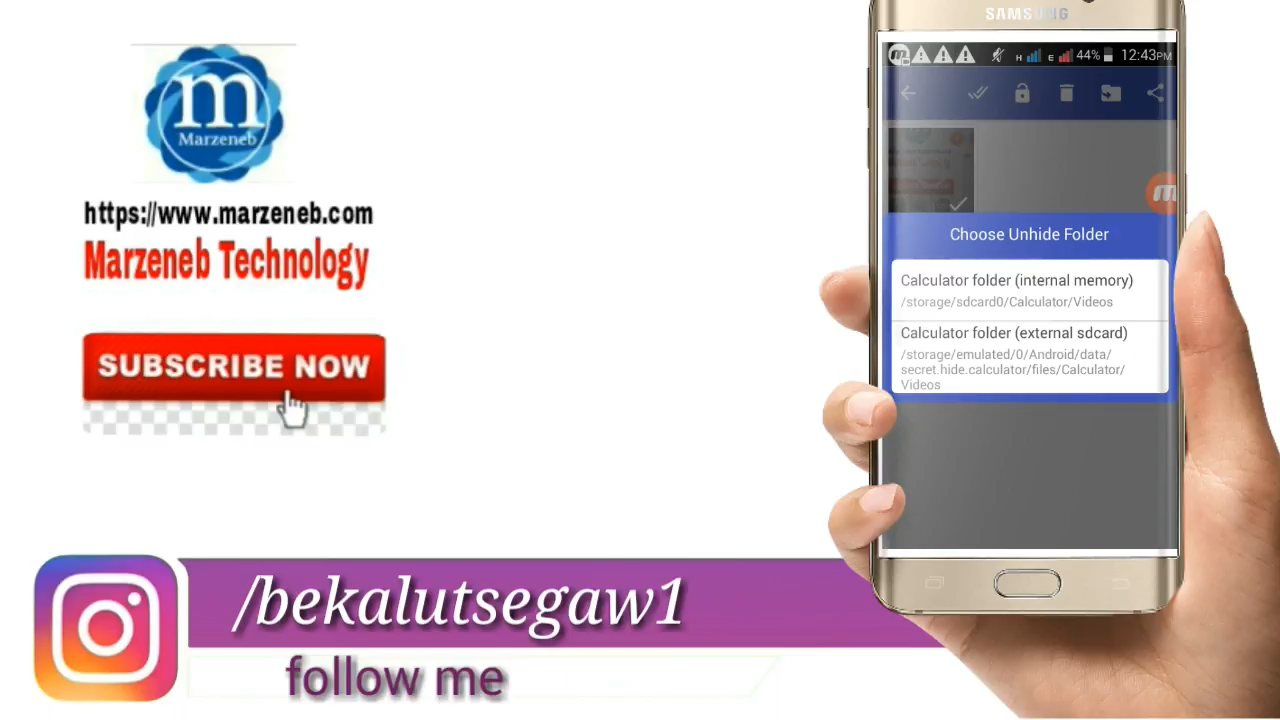 m
Marzeneb
https://www.marzeneb.com
Marzeneb Technology
SUBSCRIBE NOW
SAMSUNG
H E 44% 12:43PM
Choose Unhide Folder
Calculator folder (internal memory)
/storage/sdcard0/Calculator/Videos
Calculator folder (external sdcard)
/storage/emulated/0/Android/data/
secret.hide.calculator/files/Calculator/
Videos
/bekalutsegaw1
follow me